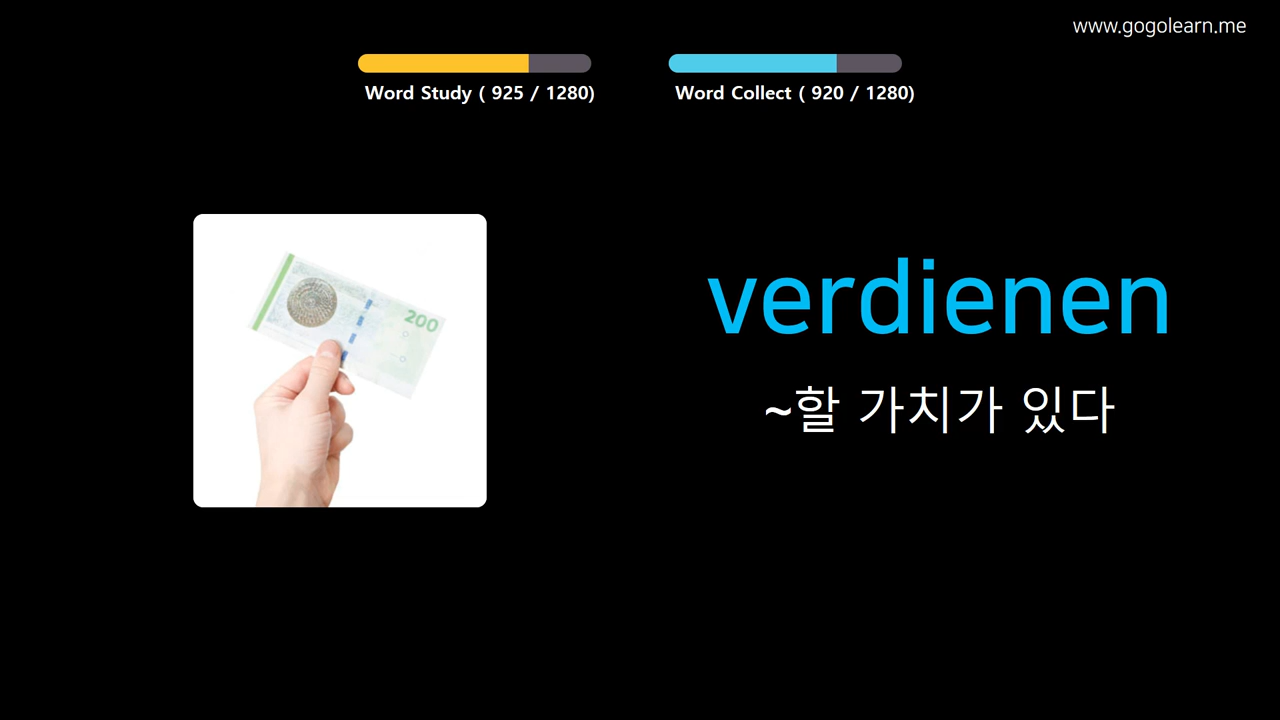 www.gogolearn.me
Word Study ( 925 / 1280)
Word Collect ( 920 / 1280)
200
verdienen
~할 가치가 있다